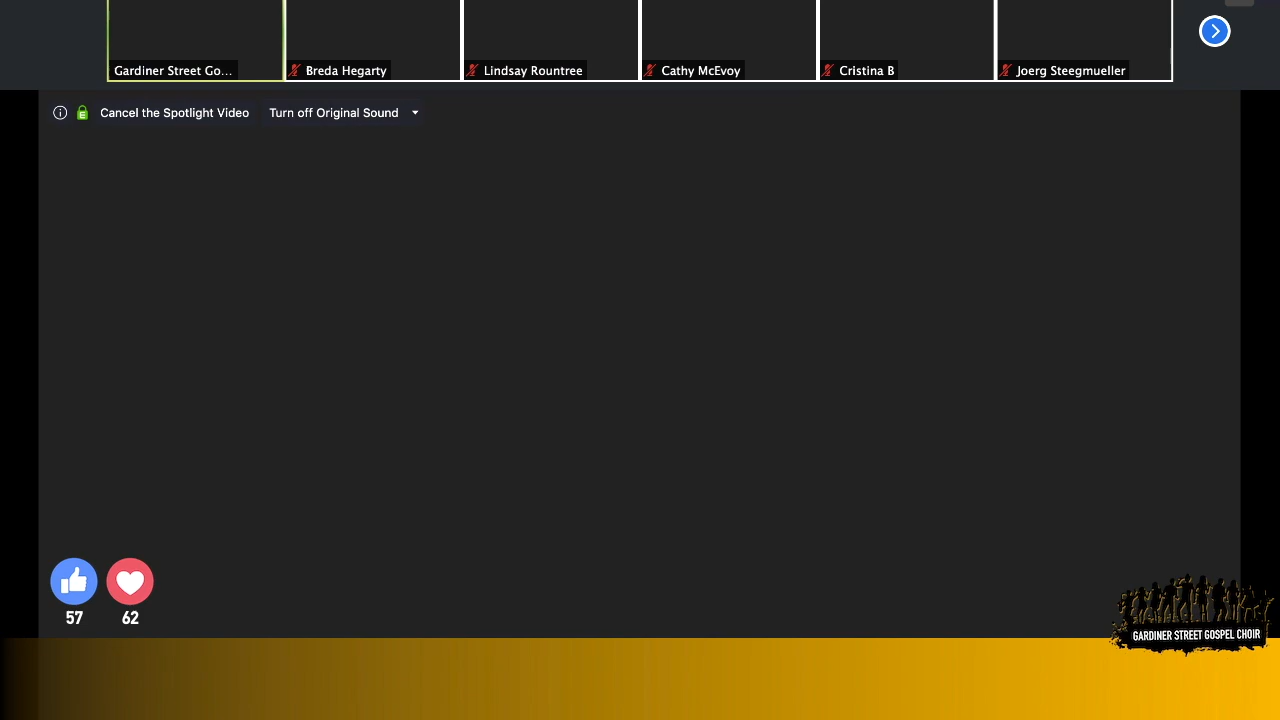 Gardiner Street Go...
Breda Hegarty
Lindsay Rountree
Cathy McEvoy
Cristina B
Joerg Steegmueller
Cancel the Spotlight Video
Turn off Original Sound
57
62
GARDINER STREET GOSPEL CHOIR